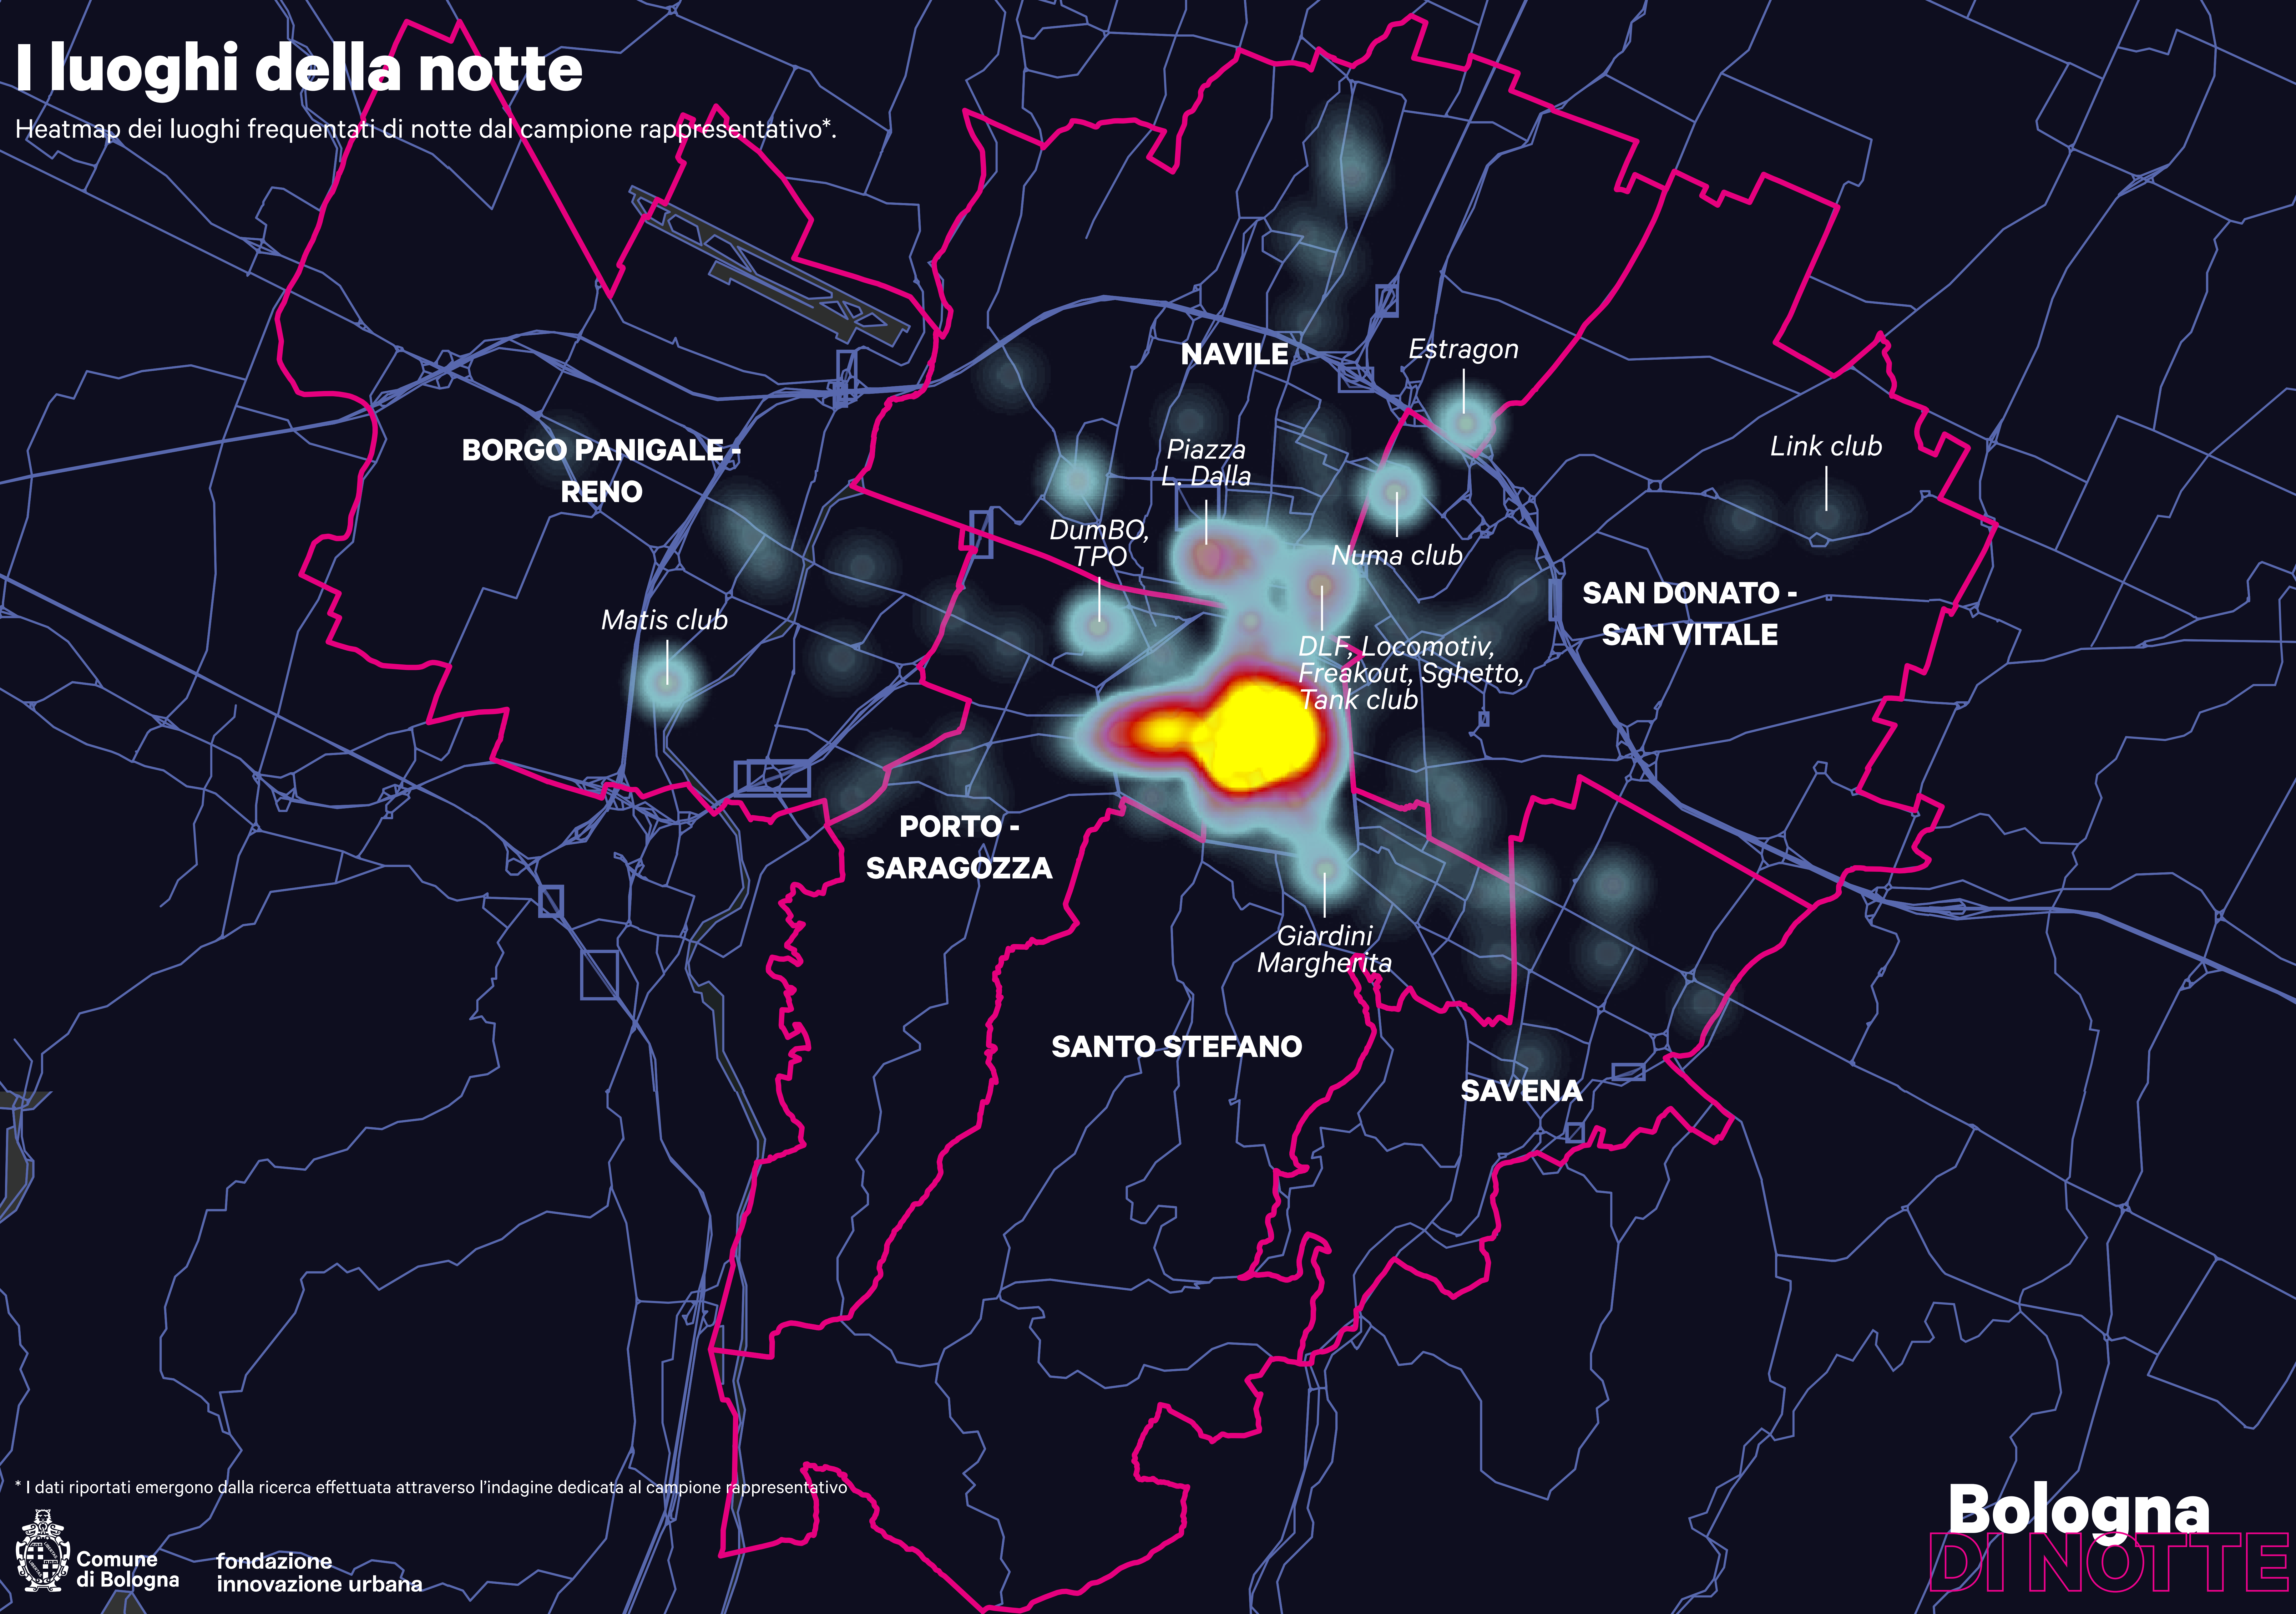 I luoghi della notte
Heatmap dei luoghi frequentati di notte dal campione rappresentativo*.
NAVILE
Estragon
BORGO PANIGALE -
RENO
Piazza
L. Dalla
Link club
DumBO,
TPO
Numa club
SAN DONATO -
SAN VITALE
Matis club
DLF, Locomotiv,
Freakout, Sghetto,
Tank club
PORTO -
SARAGOZZA
Giardini
Margherita
SANTO STEFANO
SAVENA
* I dati riportati emergono dalla ricerca effettuata attraverso l'indagine dedicata al campione rappresentativo
Comune
di Bologna
fondazione
innovazione urbana
Bologna
DI NOTTE